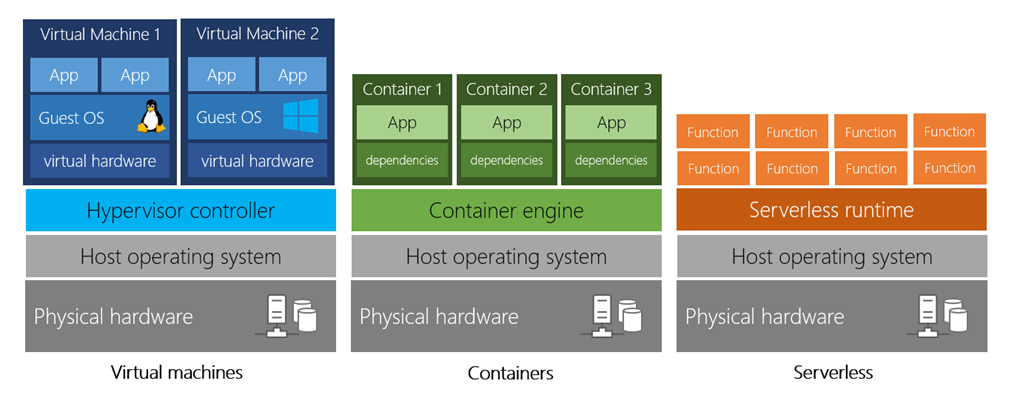 Virtual Machine 1
App App
Guest OS
virtual hardware
Virtual Machine 2
App App
Guest OS
virtual hardware
Hypervisor controller
Host operating system
Physical hardware
Virtual machines
Container 1
App
dependencies
Container 2
App
dependencies
Container 3
App
dependencies
Container engine
Host operating system
Physical hardware
Containers
Function Function Function Function
Function Function Function Function
Serverless runtime
Host operating system
Physical hardware
Serverless